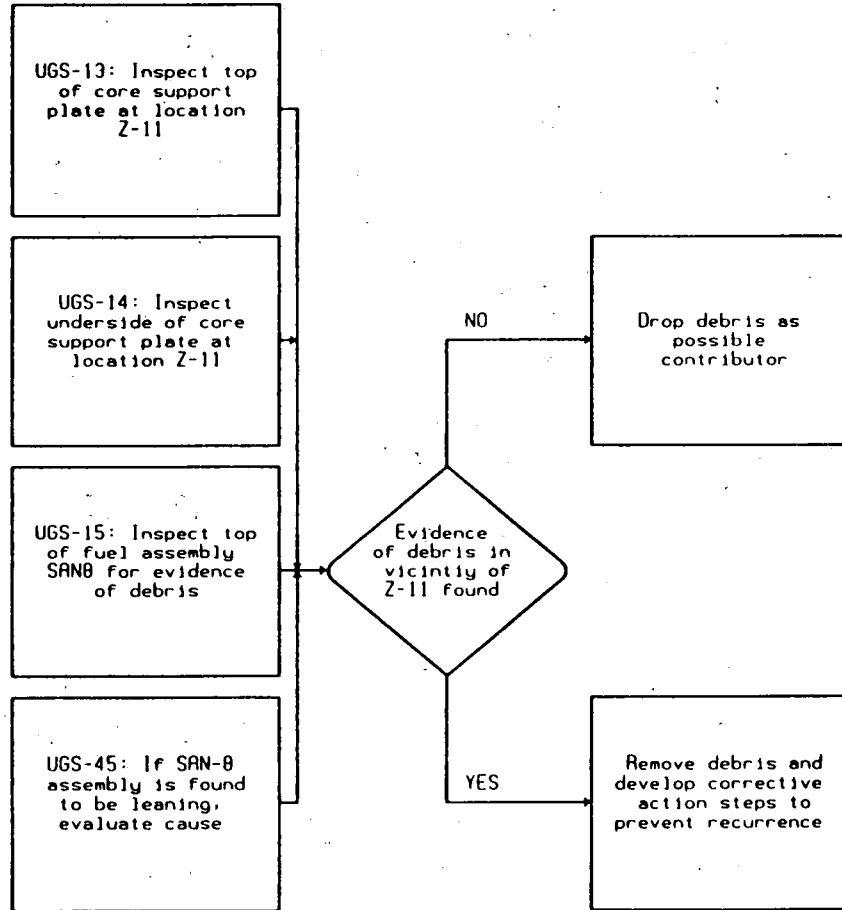 UGS-13: Inspect top
of core support
plate at location
Z-11
UGS-14: Inspect
underside of core
support plate at
location Z-11
NO
Drop debris as
possible
contributor
UGS-15: Inspect top
of fuel assembly
SAN8 for evidence
of debris
Evidence
of debris in
vicintiy of
Z-11 found
UGS-45: If SAN-8
assembly is found
to be leaning,
evaluate cause
YES
Remove debris and
develop corrective
action steps to
prevent recurrence